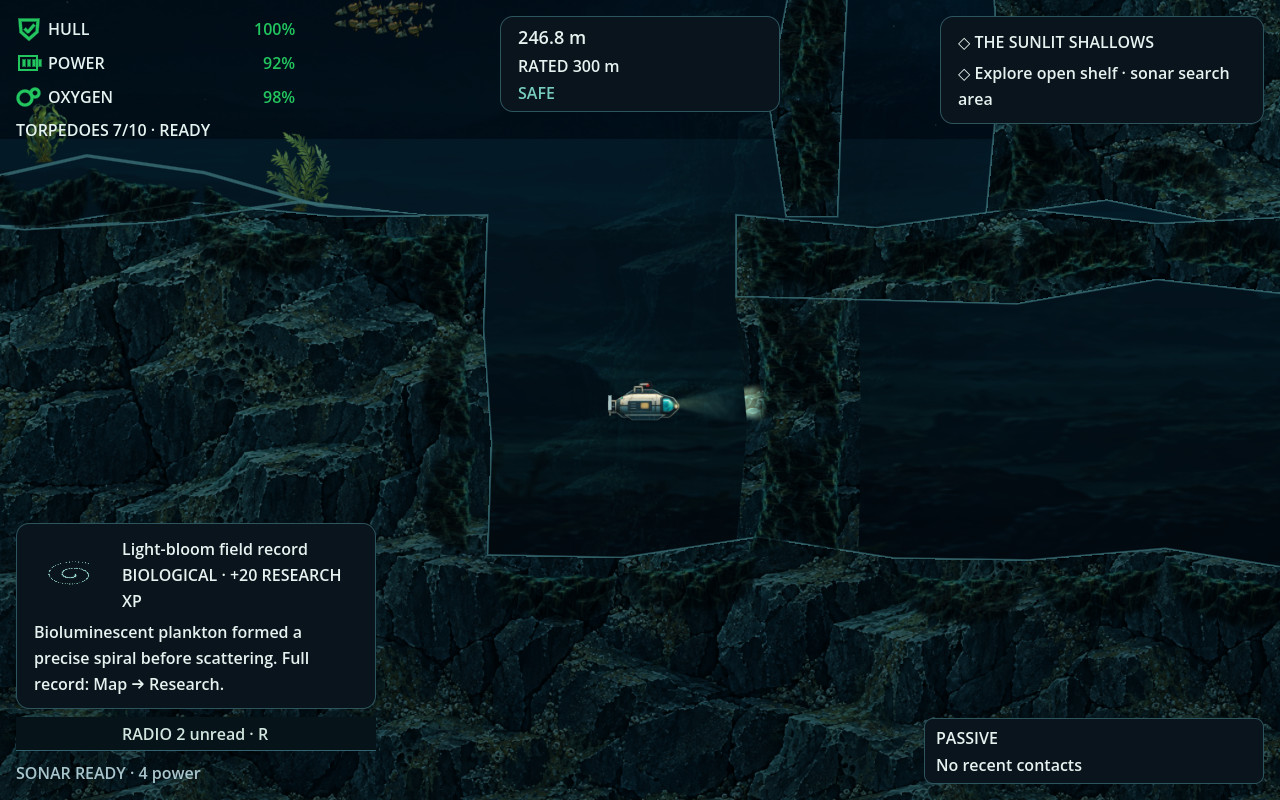 HULL 100%
POWER 92%
OXYGEN 98%
TORPEDOES 7/10 · READY
246.8 m
RATED 300 m
SAFE
◇ THE SUNLIT SHALLOWS
◇ Explore open shelf · sonar search
area
Light-bloom field record
BIOLOGICAL · +20 RESEARCH
XP
Bioluminescent plankton formed a
precise spiral before scattering. Full
record: Map → Research.
RADIO 2 unread · R
SONAR READY · 4 power
PASSIVE
No recent contacts